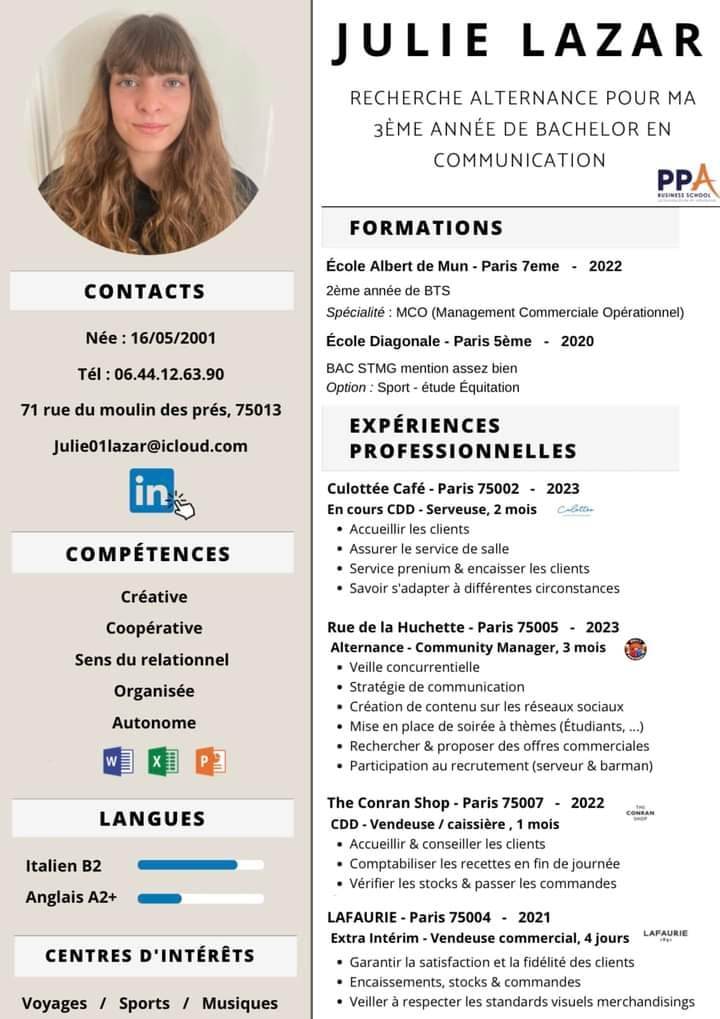 JULIE LAZAR
RECHERCHE ALTERNANCE POUR MA
3ÈME ANNÉE DE BACHELOR EN
COMMUNICATION
PPA
BUSINESS SCHOOL
CONTACTS
Née : 16/05/2001
Tél : 06.44.12.63.90
71 rue du moulin des prés, 75013
Julie01lazar@icloud.com
in
COMPÉTENCES
Créative
Coopérative
Sens du relationnel
Organisée
Autonome
W X P
LANGUES
Italien B2
Anglais A2+
CENTRES D'INTÉRÊTS
Voyages / Sports / Musiques
FORMATIONS
École Albert de Mun - Paris 7eme - 2022
2ème année de BTS
Spécialité : MCO (Management Commerciale Opérationnel)
École Diagonale - Paris 5ème - 2020
BAC STMG mention assez bien
Option : Sport - étude Équitation
EXPÉRIENCES
PROFESSIONNELLES
Culottée Café - Paris 75002 - 2023
En cours CDD - Serveuse, 2 mois
• Accueillir les clients
• Assurer le service de salle
• Service prenium & encaisser les clients
• Savoir s'adapter à différentes circonstances
Rue de la Huchette - Paris 75005 - 2023
Alternance - Community Manager, 3 mois
• Veille concurrentielle
• Stratégie de communication
• Création de contenu sur les réseaux sociaux
• Mise en place de soirée à thèmes (Étudiants, ...)
• Rechercher & proposer des offres commerciales
• Participation au recrutement (serveur & barman)
The Conran Shop - Paris 75007 - 2022
THE
CONRAN
SHOP
CDD - Vendeuse / caissière , 1 mois
• Accueillir & conseiller les clients
• Comptabiliser les recettes en fin de journée
• Vérifier les stocks & passer les commandes
LAFAURIE - Paris 75004 - 2021
Extra Intérim - Vendeuse commercial, 4 jours
LAFAURIE
• Garantir la satisfaction et la fidélité des clients
• Encaissements, stocks & commandes
• Veiller à respecter les standards visuels merchandisings